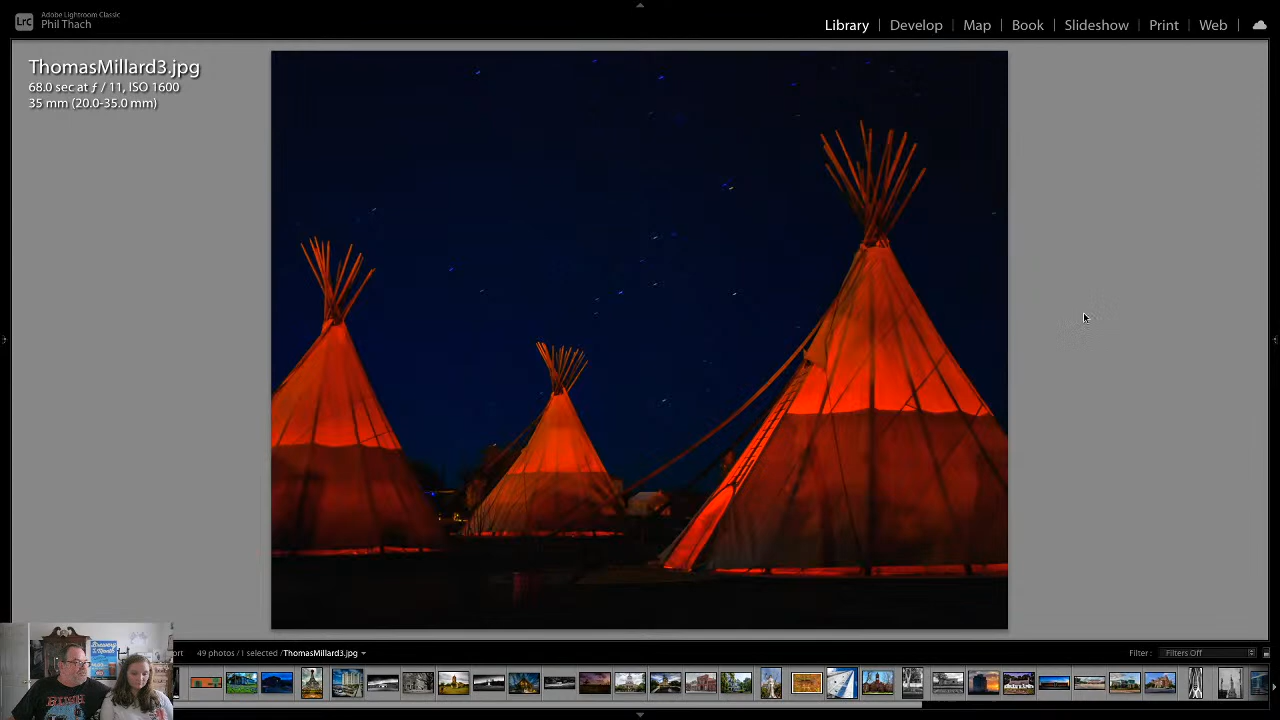 Lrc
Adobe Lightroom Classic
Phil Thach
Library
Develop
Map
Book
Slideshow
Print
Web
ThomasMillard3.jpg
68.0 sec at ƒ / 11, ISO 1600
35 mm (20.0-35.0 mm)
49 photos / 1 selected / ThomasMillard3.jpg
Filter :
Filters Off